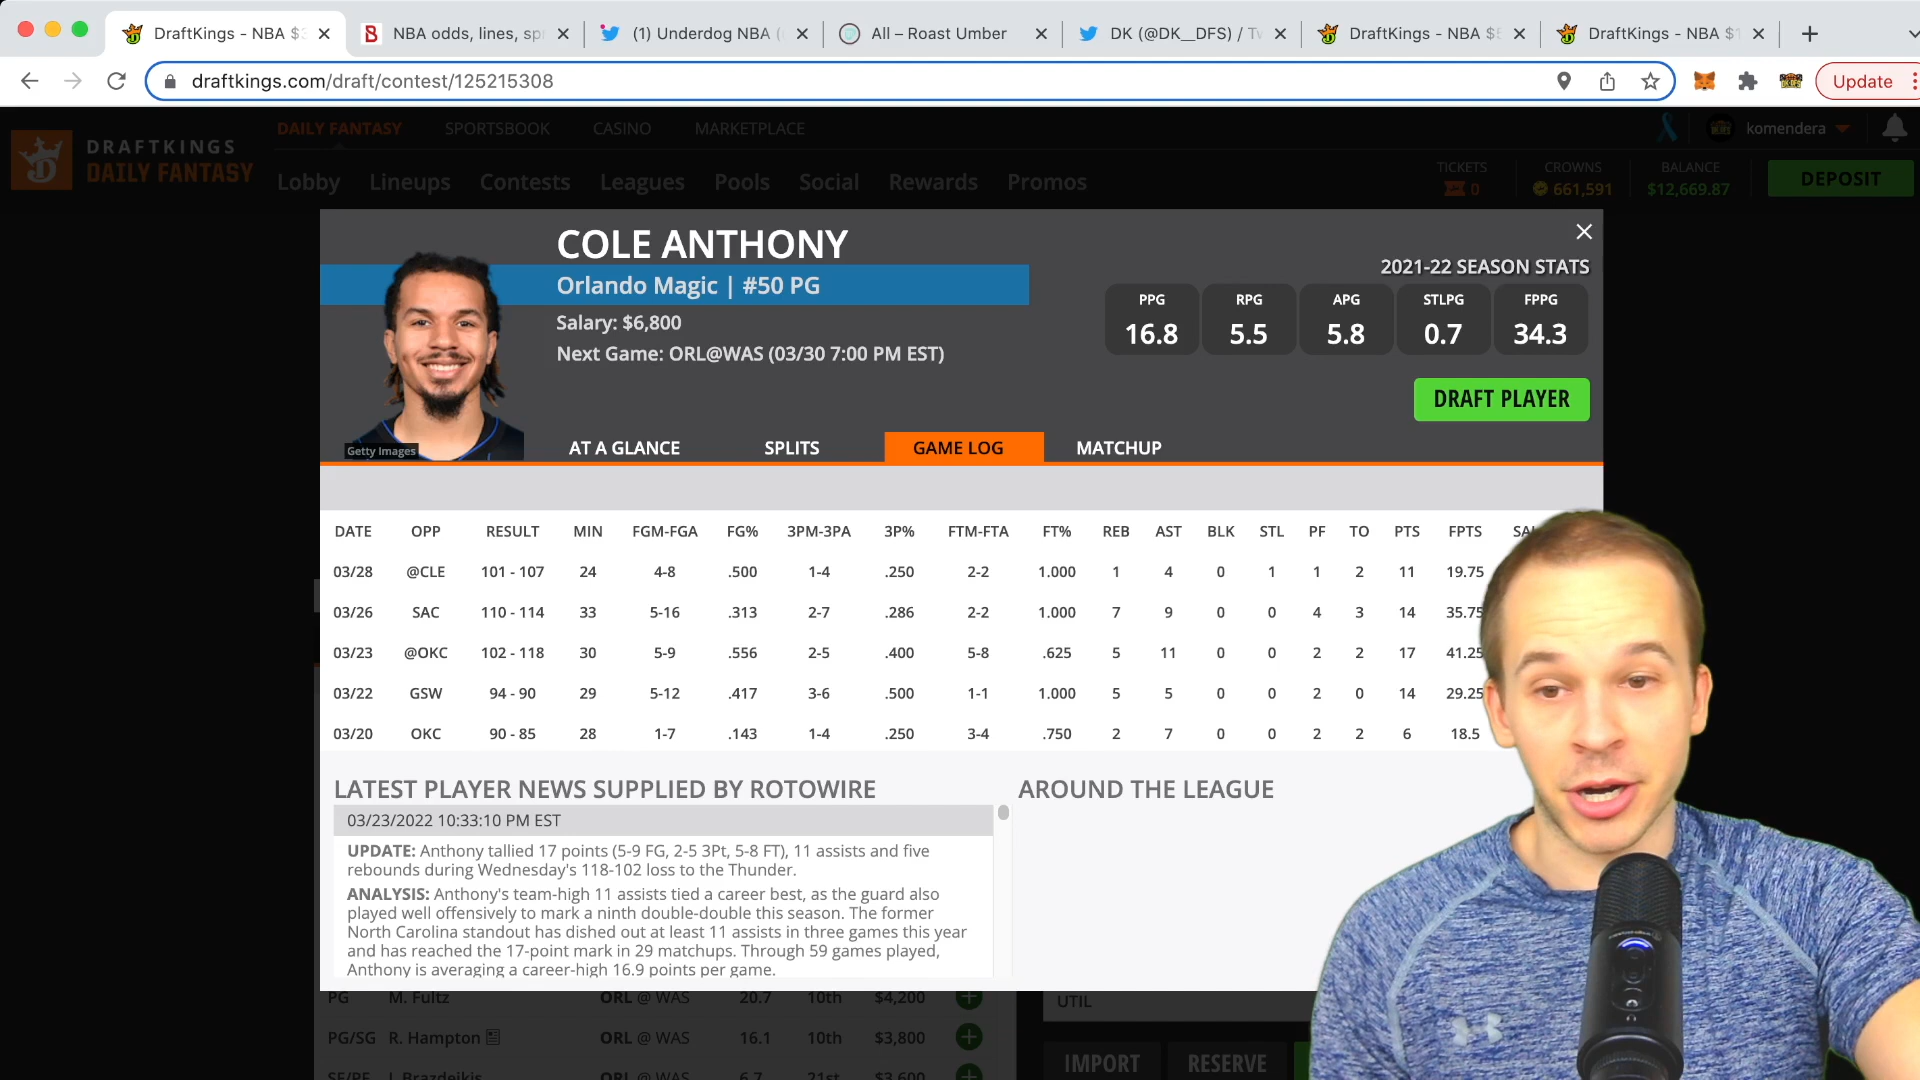 DraftKings - NBA $3
NBA odds, lines, sp
(1) Underdog NBA (
All – Roast Umber
DK (@DK__DFS) / Tw
DraftKings - NBA $
DraftKings - NBA $
draftkings.com/draft/contest/125215308
Update
DRAFTKINGS
DAILY FANTASY
DAILY FANTASY SPORTSBOOK CASINO MARKETPLACE
komendera
Lobby Lineups Contests Leagues Pools Social Rewards Promos
TICKETS CROWNS BALANCE
0 661,591 $12,669.87
DEPOSIT
COLE ANTHONY
Orlando Magic | #50 PG
Salary: $6,800
Next Game: ORL@WAS (03/30 7:00 PM EST)
Getty Images
2021-22 SEASON STATS
PPG RPG APG STLPG FPPG
16.8 5.5 5.8 0.7 34.3
DRAFT PLAYER
AT A GLANCE SPLITS GAME LOG MATCHUP
DATE OPP RESULT MIN FGM-FGA FG% 3PM-3PA 3P% FTM-FTA FT% REB AST BLK STL PF TO PTS FPTS SAL
03/28 @CLE 101 - 107 24 4-8 .500 1-4 .250 2-2 1.000 1 4 0 1 1 2 11 19.75
03/26 SAC 110 - 114 33 5-16 .313 2-7 .286 2-2 1.000 7 9 0 0 4 3 14 35.75
03/23 @OKC 102 - 118 30 5-9 .556 2-5 .400 5-8 .625 5 11 0 0 2 2 17 41.25
03/22 GSW 94 - 90 29 5-12 .417 3-6 .500 1-1 1.000 5 5 0 0 2 0 14 29.25
03/20 OKC 90 - 85 28 1-7 .143 1-4 .250 3-4 .750 2 7 0 0 2 2 6 18.5
LATEST PLAYER NEWS SUPPLIED BY ROTOWIRE
AROUND THE LEAGUE
03/23/2022 10:33:10 PM EST
UPDATE: Anthony tallied 17 points (5-9 FG, 2-5 3Pt, 5-8 FT), 11 assists and five
rebounds during Wednesday's 118-102 loss to the Thunder.
ANALYSIS: Anthony's team-high 11 assists tied a career best, as the guard also
played well offensively to mark a ninth double-double this season. The former
North Carolina standout has dished out at least 11 assists in three games this year
and has reached the 17-point mark in 29 matchups. Through 59 games played,
Anthony is averaging a career-high 16.9 points per game.
PG M. Fultz ORL @ WAS 20.7 10th $4,200
UTIL
PG/SG R. Hampton ORL @ WAS 16.1 10th $3,800
IMPORT RESERVE
SF/PF I. Brazdeikis ORL @ WAS 6.7 21st $3,600